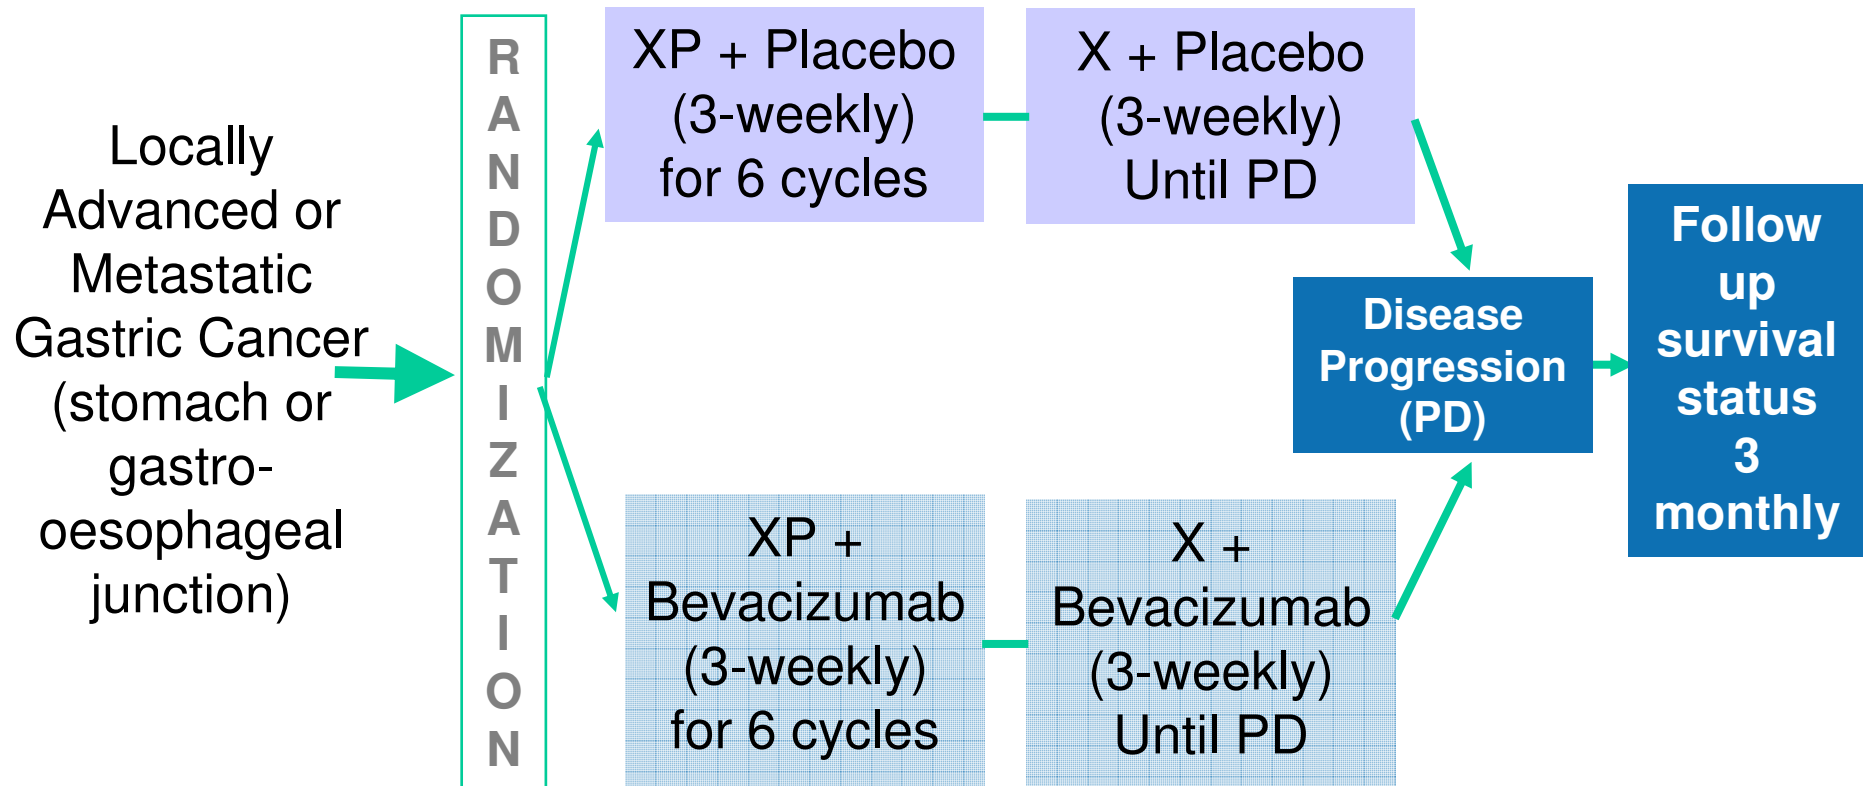 Locally
Advanced or
Metastatic
Gastric Cancer
(stomach or
gastro-
oesophageal
junction)
R
A
N
D
O
M
I
Z
A
T
I
O
N
XP + Placebo
(3-weekly)
for 6 cycles
X + Placebo
(3-weekly)
Until PD
XP +
Bevacizumab
(3-weekly)
for 6 cycles
X +
Bevacizumab
(3-weekly)
Until PD
Disease
Progression
(PD)
Follow
up
survival
status
3
monthly